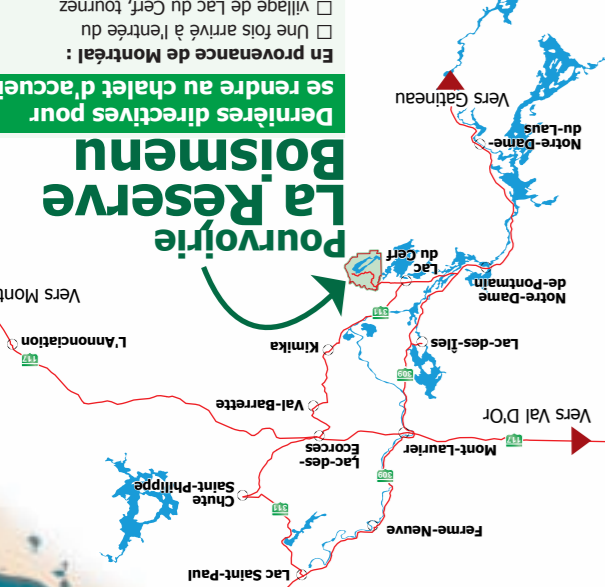 Lac Saint-Paul
Ferme-Neuve
311
Chute
Saint-Philippe
309
Mont-Laurier
117
Vers Val D'Or
Lac-des-
Écorces
Val-Barrette
309
Lac-des-Îles
Kimika
117
L'Annonciation
311
Vers Mont
Notre-Dame
de-Pontmain
Lac
du Cerf
Pourvoirie
La Réserve
Boismenu
Notre-Dame-
du-Laus
Vers Gatineau
Dernières directives pour
se rendre au chalet d'accueil
En provenance de Montréal :
☐ Une fois arrivé à l'entrée du
☐ village de Lac du Cerf, tournez